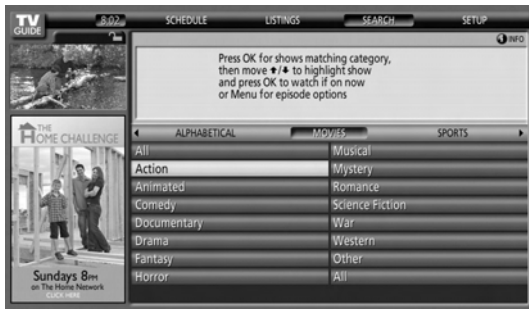 TV
GUIDE
8:02
SCHEDULE
LISTINGS
SEARCH
SETUP
i INFO
Press OK for shows matching category,
then move ↑/↓ to highlight show
and press OK to watch if on now
or Menu for episode options
THE
HOME CHALLENGE
Sundays 8PM
on The Home Network
CLICK HERE
ALPHABETICAL
MOVIES
SPORTS
All
Musical
Action
Mystery
Animated
Romance
Comedy
Science Fiction
Documentary
War
Drama
Western
Fantasy
Other
Horror
All